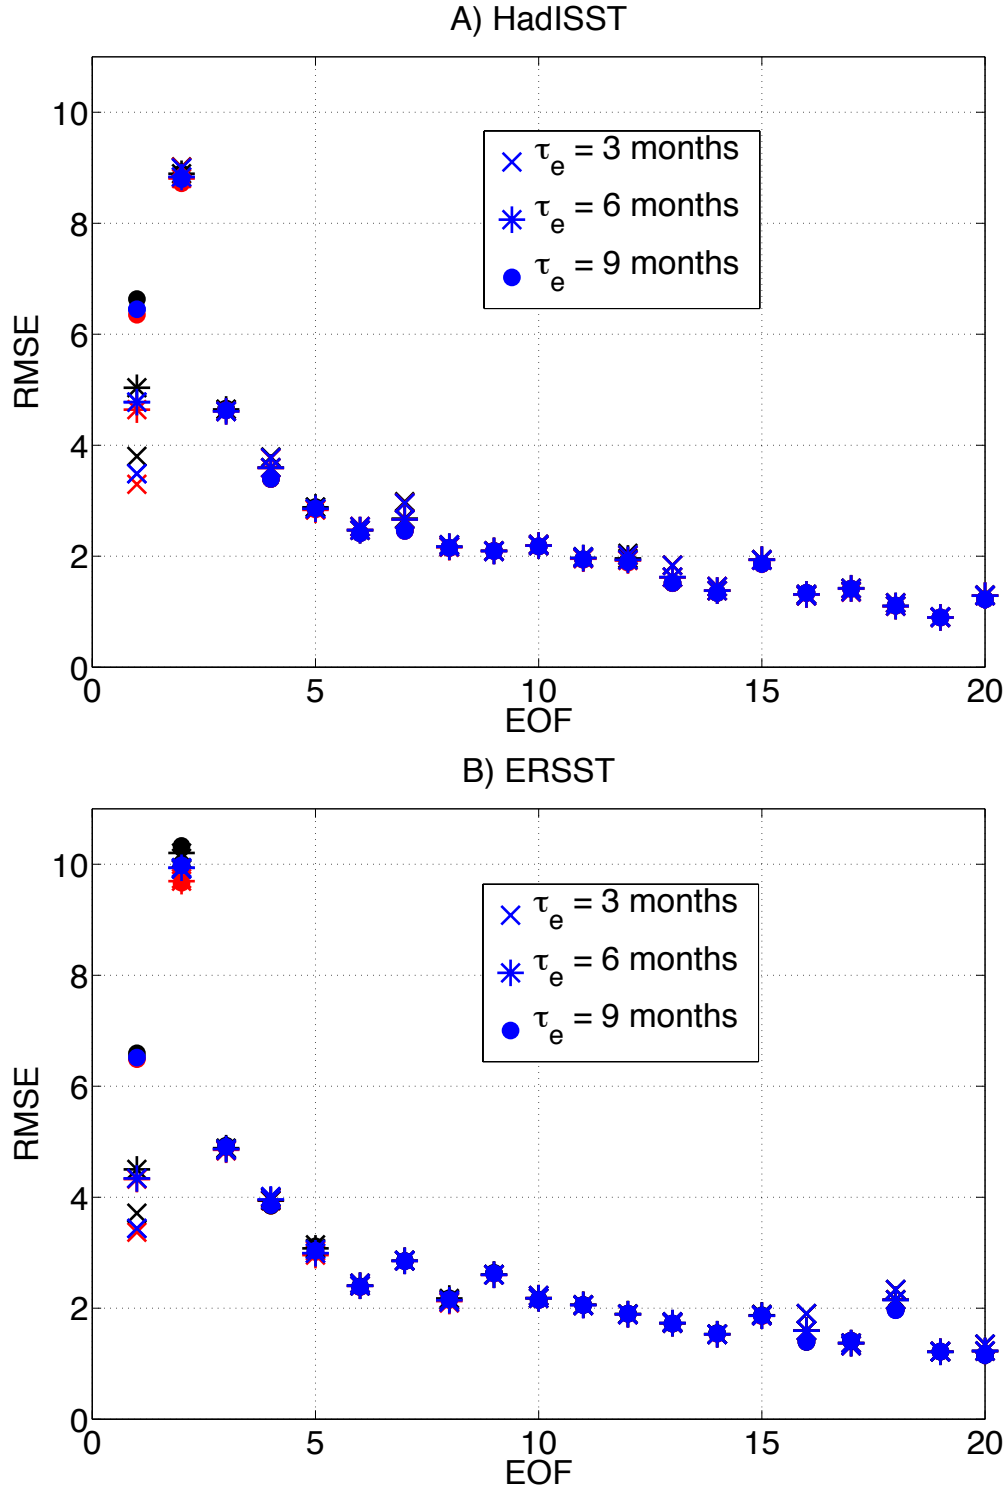 A) HadISST
10
8
6
4
2
0
RMSE
τe = 3 months
τe = 6 months
τe = 9 months
0 5 10 15 20
EOF
B) ERSST
10
8
6
4
2
0
RMSE
τe = 3 months
τe = 6 months
τe = 9 months
0 5 10 15 20
EOF